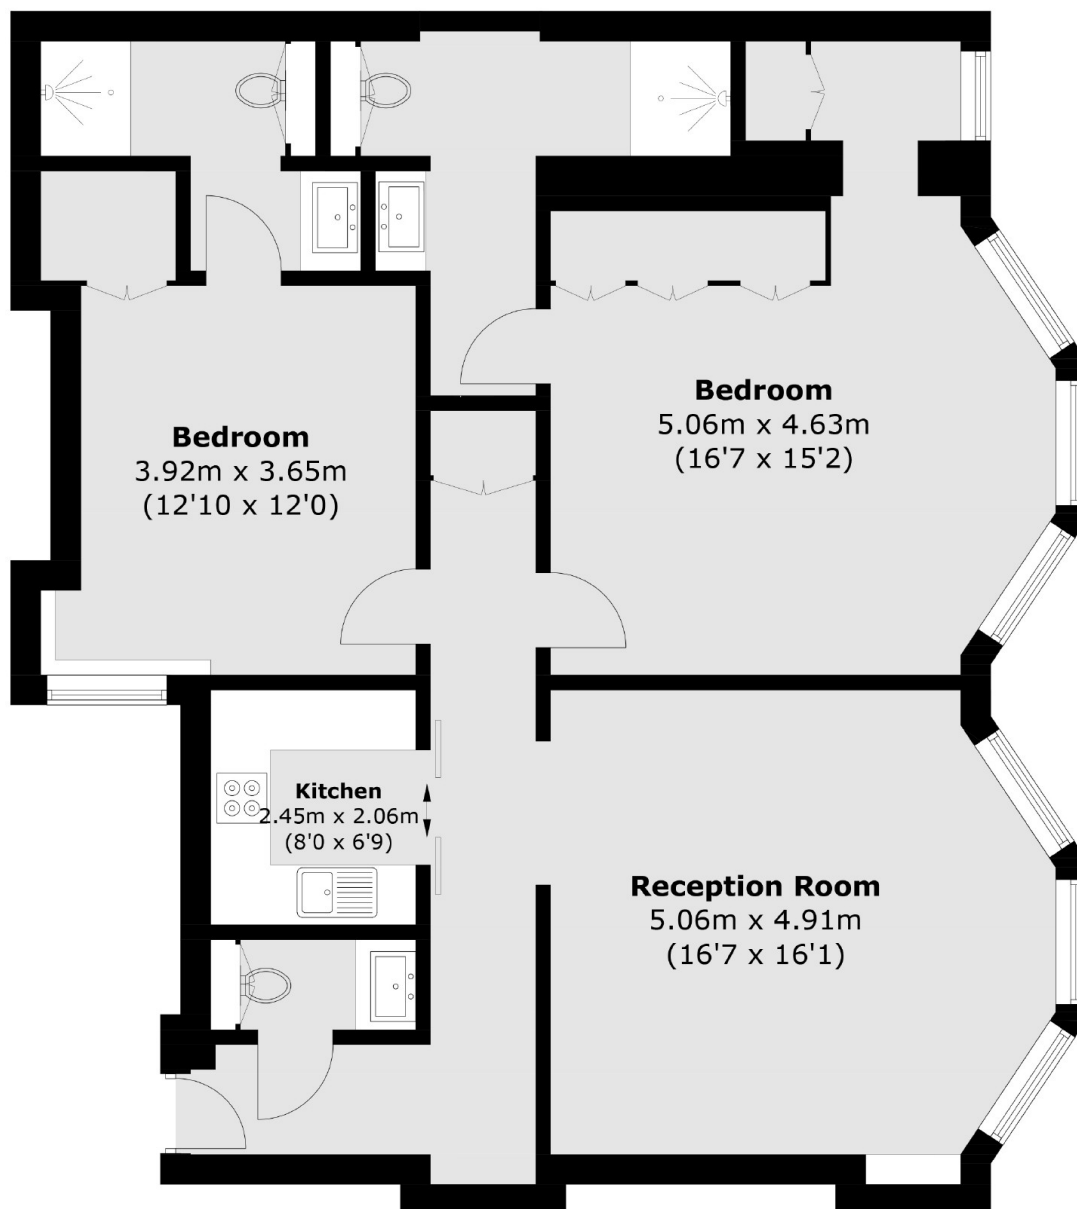 Bedroom
3.92m x 3.65m
(12'10 x 12'0)
Bedroom
5.06m x 4.63m
(16'7 x 15'2)
Kitchen
2.45m x 2.06m
(8'0 x 6'9)
Reception Room
5.06m x 4.91m
(16'7 x 16'1)